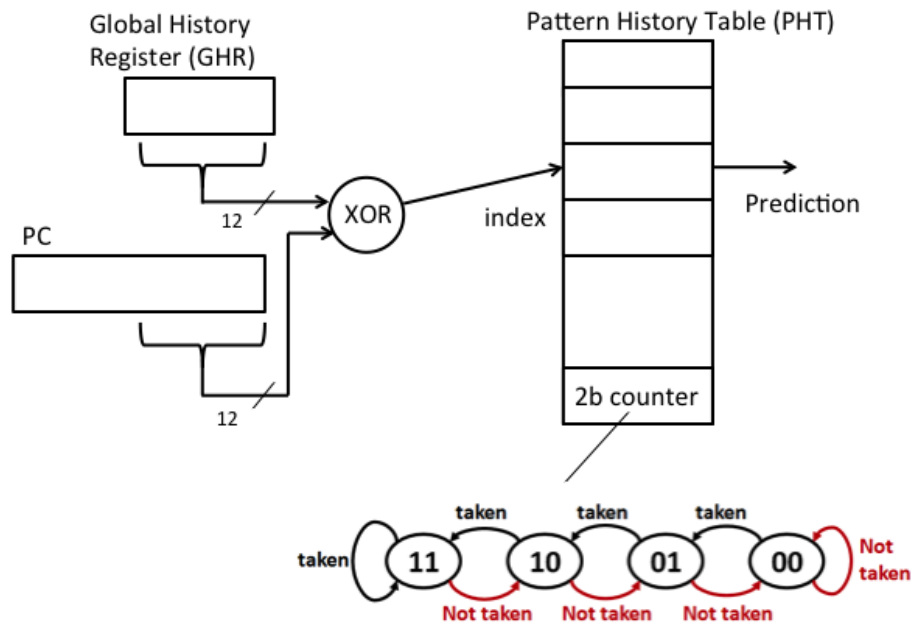 Global History
Register (GHR)
Pattern History Table (PHT)
12
XOR
index
Prediction
PC
12
2b counter
taken
taken
taken
taken
11
10
01
00
Not
taken
Not taken
Not taken
Not taken